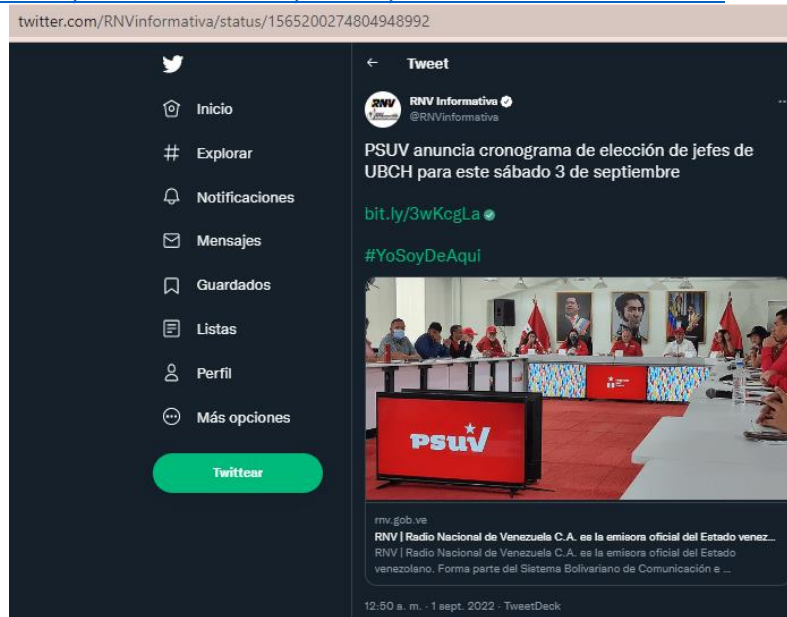 twitter.com/RNVinformativa/status/1565200274804948992
Inicio
Explorar
Notificaciones
Mensajes
Guardados
Listas
Perfil
Más opciones
Twittear
← Tweet
RNV Informativa
@RNVinformativa
PSUV anuncia cronograma de elección de jefes de
UBCH para este sábado 3 de septiembre
bit.ly/3wKcgLa
#YoSoyDeAqui
RNV
PSUV
rnv.gob.ve
RNV | Radio Nacional de Venezuela C.A. es la emisora oficial del Estado venez...
RNV | Radio Nacional de Venezuela C.A. es la emisora oficial del Estado
venezolano. Forma parte del Sistema Bolivariano de Comunicación e ...
12:50 a. m. · 1 sept. 2022 · TweetDeck